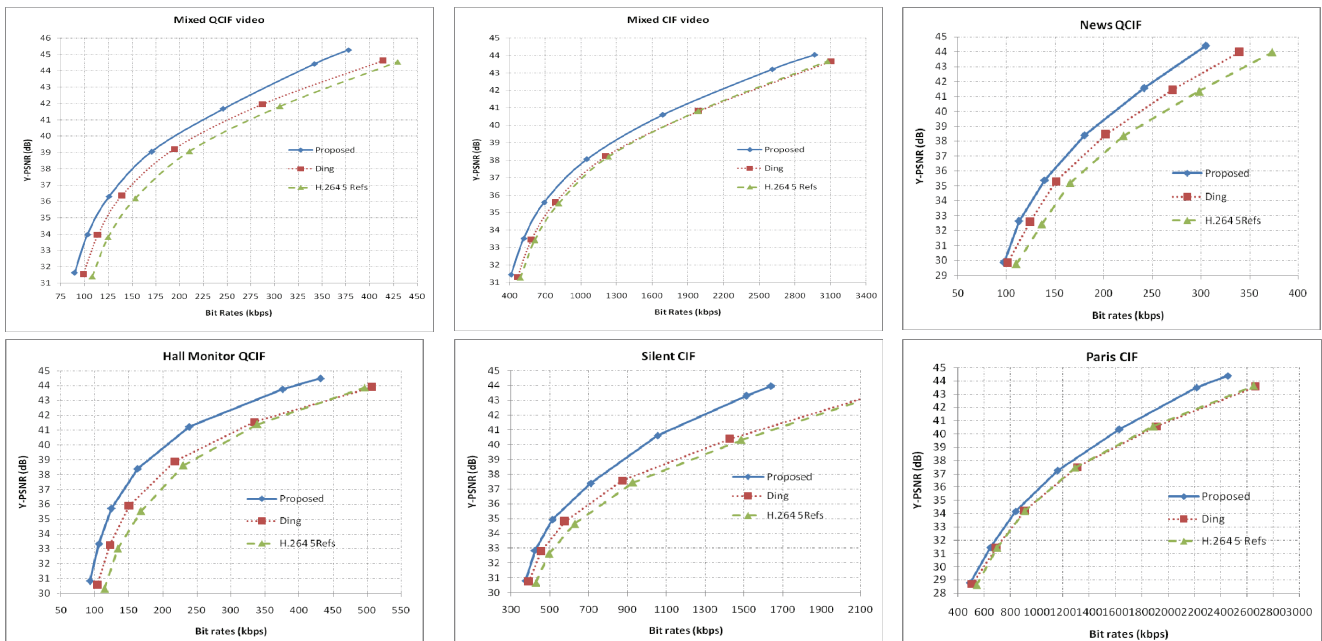 Mixed QCIF video
46
45
44
43
42
41
40
39
38
37
36
35
34
33
32
31
Y-PSNR (dB)
75 100 125 150 175 200 225 250 275 300 325 350 375 400 425 450
Bit Rates (kbps)
Proposed
Ding
H.264 5 Refs
Mixed CIF video
45
44
43
42
41
40
39
38
37
36
35
34
33
32
31
Y-PSNR (dB)
400 700 1000 1300 1600 1900 2200 2500 2800 3100 3400
Bit Rates (kbps)
Proposed
Ding
H.264 5 Refs
News QCIF
45
44
43
42
41
40
39
38
37
36
35
34
33
32
31
30
29
Y-PSNR (dB)
50 100 150 200 250 300 350 400
Bit rates (kbps)
Proposed
Ding
H.264 5Refs
Hall Monitor QCIF
45
44
43
42
41
40
39
38
37
36
35
34
33
32
31
30
Y-PSNR (dB)
50 100 150 200 250 300 350 400 450 500 550
Bit rates (kbps)
Proposed
Ding
H.264 5Refs
Silent CIF
45
44
43
42
41
40
39
38
37
36
35
34
33
32
31
30
Y-PSNR (dB)
300 500 700 900 1100 1300 1500 1700 1900 2100
Bit rates (kbps)
Proposed
Ding
H.264 5Refs
Paris CIF
45
44
43
42
41
40
39
38
37
36
35
34
33
32
31
30
29
28
Y-PSNR (dB)
400 600 800 1000 1200 1400 1600 1800 2000 2200 2400 2600 2800 3000
Bit rates (kbps)
Proposed
Ding
H.264 5 Refs